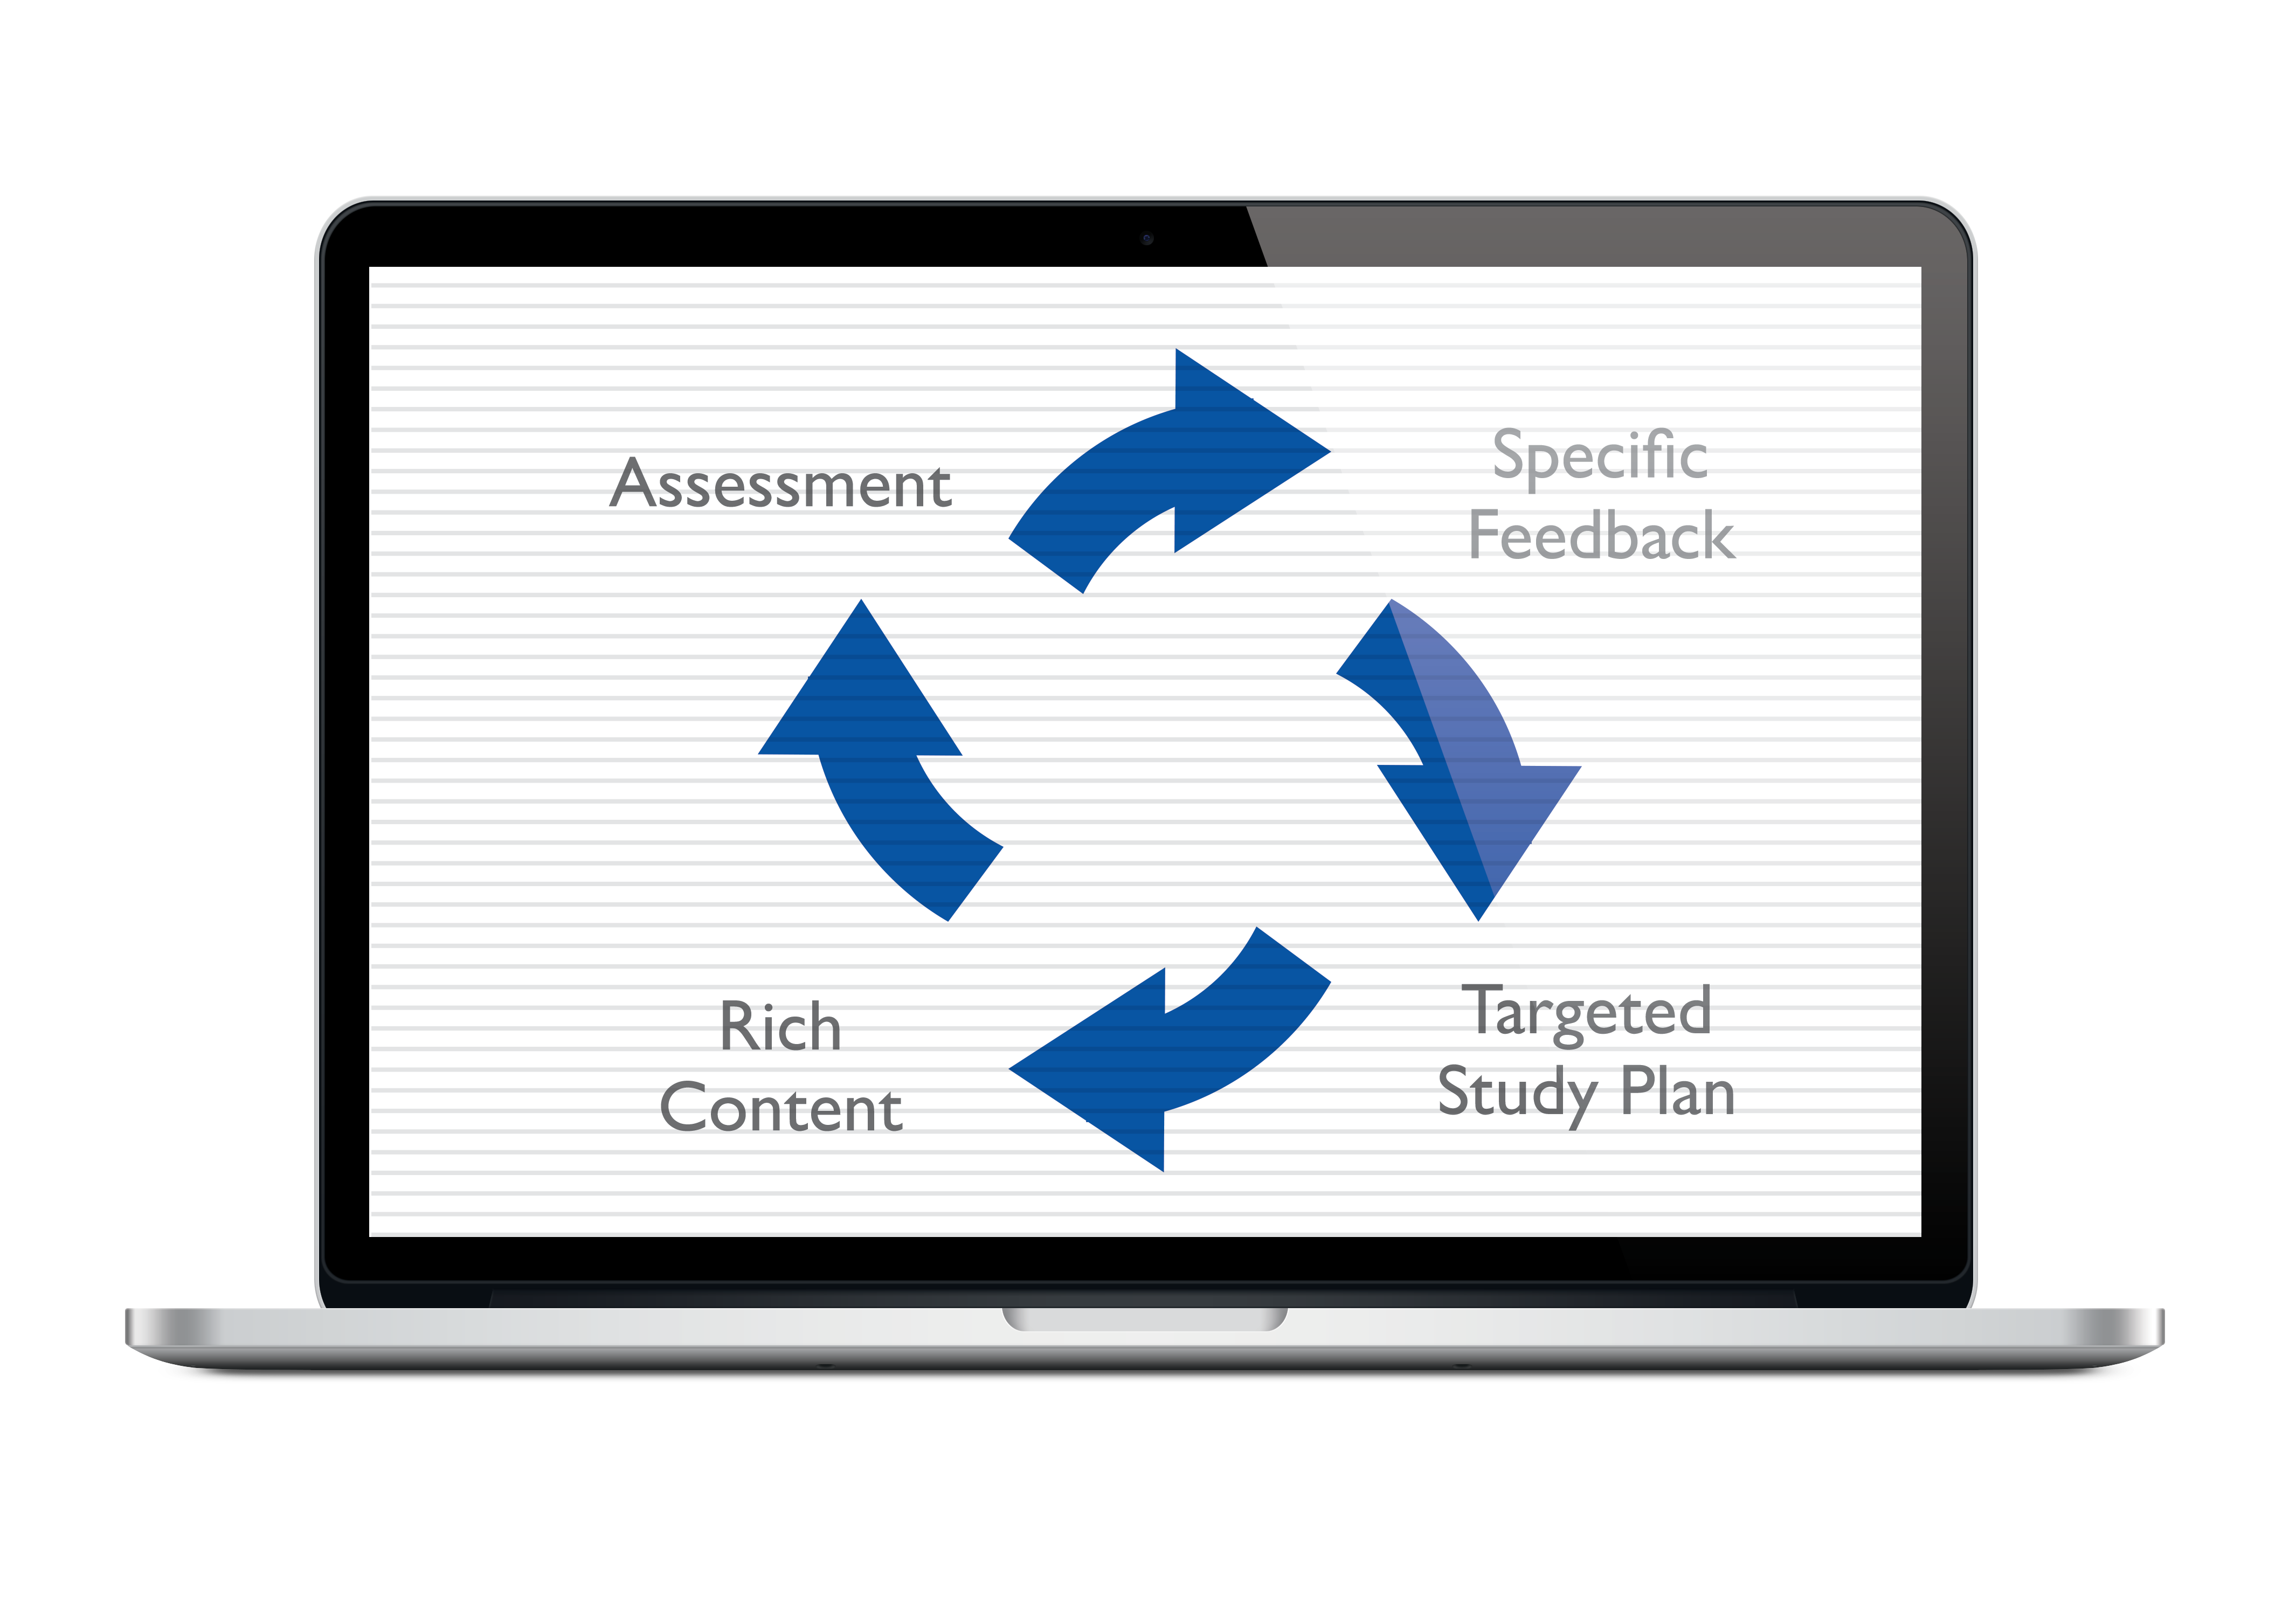 Assessment
Specific
Feedback
Rich
Content
Targeted
Study Plan